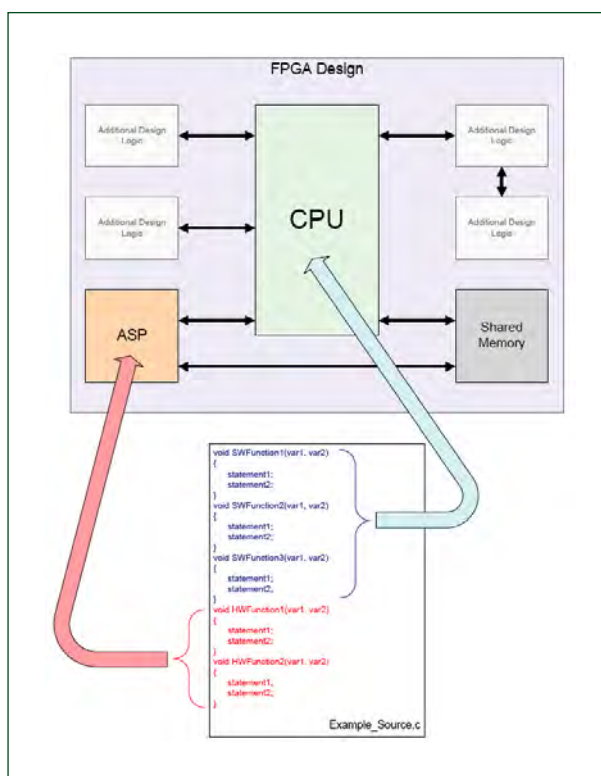 FPGA Design
Additional Design
Logic
Additional Design
Logic
CPU
Additional Design
Logic
Additional Design
Logic
ASP
Shared
Memory
void SWFunction1(var1, var2)
{
statement1;
statement2;
}
void SWFunction2(var1, var2)
{
statement1;
statement2;
}
void SWFunction3(var1, var2)
{
statement1;
statement2;
}
void HWFunction1(var1, var2)
{
statement1;
statement2;
}
void HWFunction2(var1, var2)
{
statement1;
statement2;
}
Example_Source.c